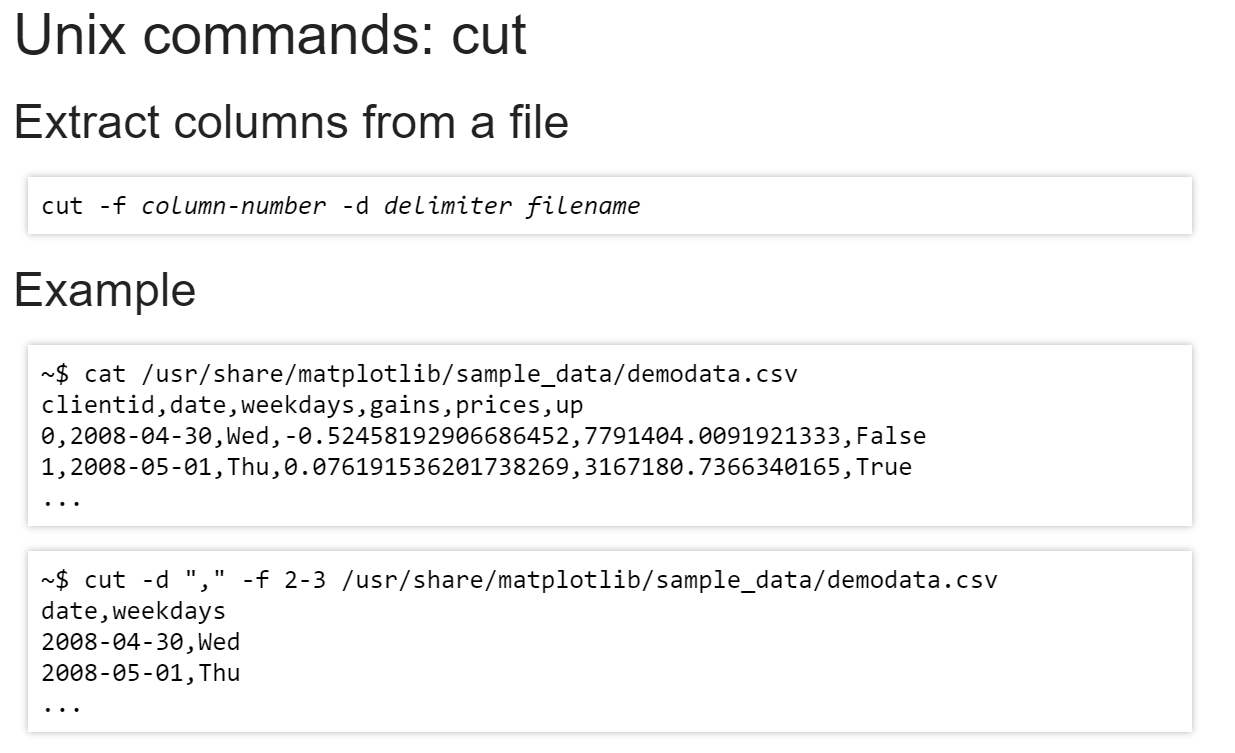 Unix commands: cut
Extract columns from a file
cut -f column-number -d delimiter filename
Example
~$ cat /usr/share/matplotlib/sample_data/demodata.csv
clientid,date,weekdays,gains,prices,up
0,2008-04-30,Wed,-0.52458192906686452,7791404.0091921333,False
1,2008-05-01,Thu,0.076191536201738269,3167180.7366340165,True
...
~$ cut -d "," -f 2-3 /usr/share/matplotlib/sample_data/demodata.csv
date,weekdays
2008-04-30,Wed
2008-05-01,Thu
...